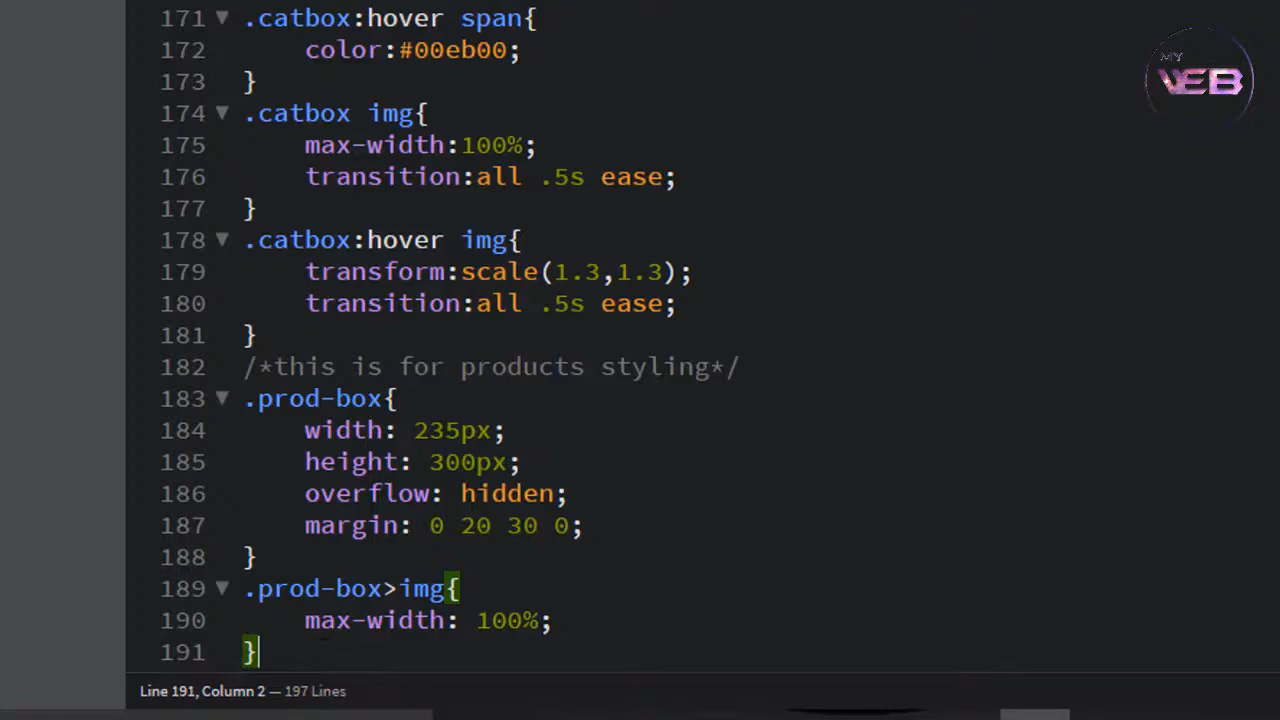 171 ▼ .catbox:hover span{
172 color:#00eb00;
173 }
174 ▼ .catbox img{
175 max-width:100%;
176 transition:all .5s ease;
177 }
178 ▼ .catbox:hover img{
179 transform:scale(1.3,1.3);
180 transition:all .5s ease;
181 }
182 /*this is for products styling*/
183 ▼ .prod-box{
184 width: 235px;
185 height: 300px;
186 overflow: hidden;
187 margin: 0 20 30 0;
188 }
189 ▼ .prod-box>img{
190 max-width: 100%;
191 }
Line 191, Column 2 — 197 Lines
MY
WEB